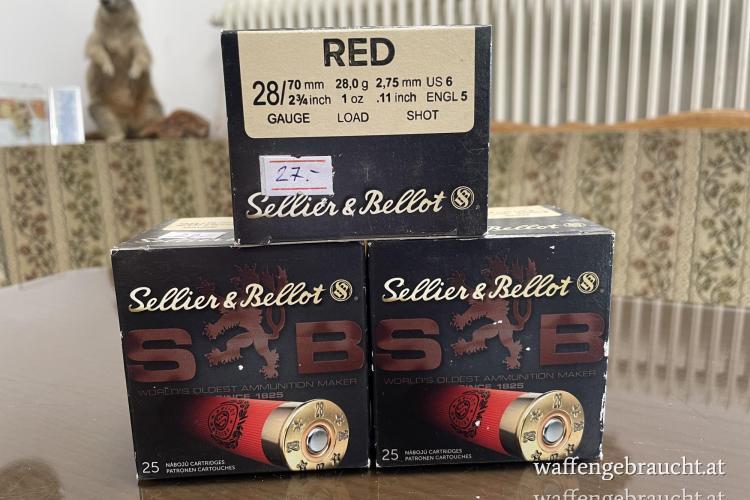 RED
28/ 70 mm 28,0 g 2,75 mm US 6
2¾ inch 1 oz .11 inch ENGL 5
GAUGE LOAD SHOT
27.-
Sellier & Bellot
Sellier & Bellot
Sellier & Bellot
S B
WORLD'S OLDEST AMMUNITION MAKER
SINCE 1825
25 NÁBOJŮ CARTRIDGES
PATRONEN CARTOUCHES
Sellier & Bellot
S B
WORLD'S OLDEST AMMUNITION MAKER
SINCE 1825
25 NÁBOJŮ CARTRIDGES
PATRONEN CARTOUCHES
waffengebraucht.at